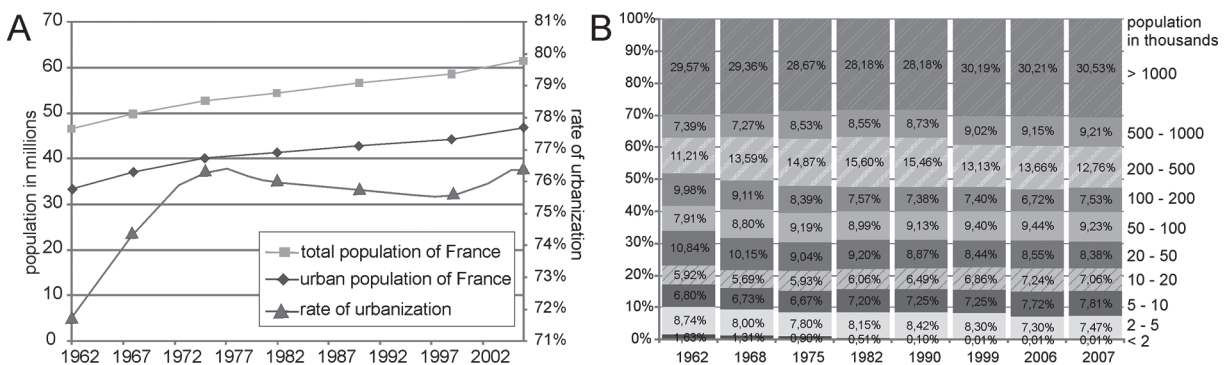 A
70
60
50
40
30
20
10
0
population in millions
81%
80%
79%
78%
77%
76%
75%
74%
73%
72%
71%
rate of urbanization
total population of France
urban population of France
rate of urbanization
1962 1967 1972 1977 1982 1987 1992 1997 2002
B
100%
90%
80%
70%
60%
50%
40%
30%
20%
10%
0%
population
in thousands
29,57% 29,36% 28,67% 28,18% 28,18% 30,19% 30,21% 30,53% > 1000
7,39% 7,27% 8,53% 8,55% 8,73% 9,02% 9,15% 9,21% 500 - 1000
11,21% 13,59% 14,87% 15,60% 15,46% 13,13% 13,66% 12,76% 200 - 500
9,98% 9,11% 8,39% 7,57% 7,38% 7,40% 6,72% 7,53% 100 - 200
7,91% 8,80% 9,19% 8,99% 9,13% 9,40% 9,44% 9,23% 50 - 100
10,84% 10,15% 9,04% 9,20% 8,87% 8,44% 8,55% 8,38% 20 - 50
5,92% 5,69% 5,93% 6,06% 6,49% 6,86% 7,24% 7,06% 10 - 20
6,80% 6,73% 6,67% 7,20% 7,25% 7,25% 7,72% 7,81% 5 - 10
8,74% 8,00% 7,80% 8,15% 8,42% 8,30% 7,30% 7,47% 2 - 5
1,63% 1,31% 0,90% 0,51% 0,10% 0,01% 0,01% 0,01% < 2
1962 1968 1975 1982 1990 1999 2006 2007